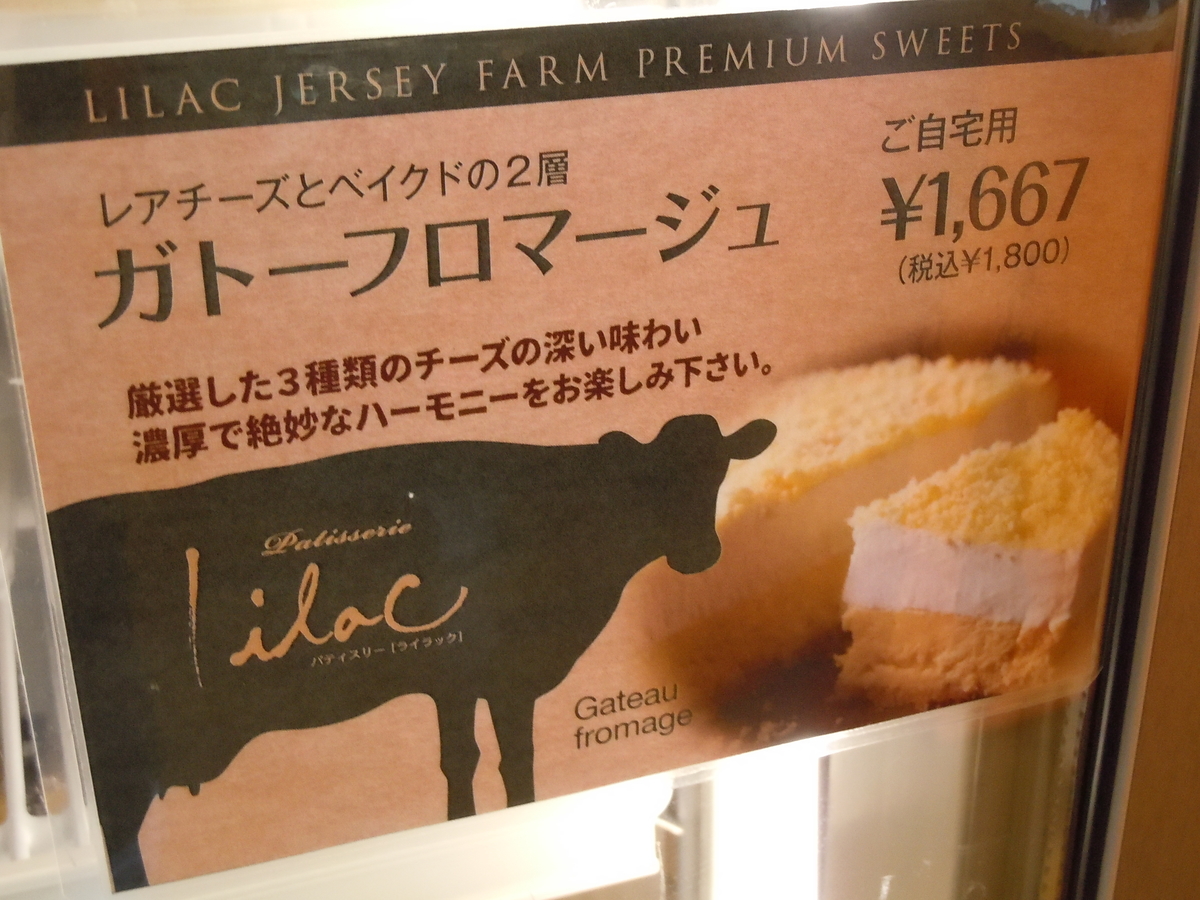 LILAC JERSEY FARM PREMIUM SWEETS
レアチーズとベイクドの2層
ガトーフロマージュ
ご自宅用
¥1,667
(税込¥1,800)
厳選した3種類のチーズの深い味わい
濃厚で絶妙なハーモニーをお楽しみ下さい。
Patisserie
Lilac
パティスリー [ライラック]
Gateau
fromage